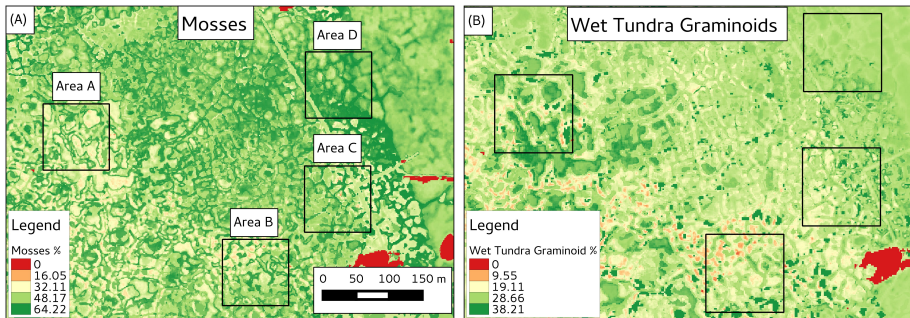 (A)
Mosses
Area D
Area A
Area C
Area B
Legend
Mosses %
0
16.05
32.11
48.17
64.22
0 50 100 150 m
(B)
Wet Tundra Graminoids
Legend
Wet Tundra Graminoid %
0
9.55
19.11
28.66
38.21